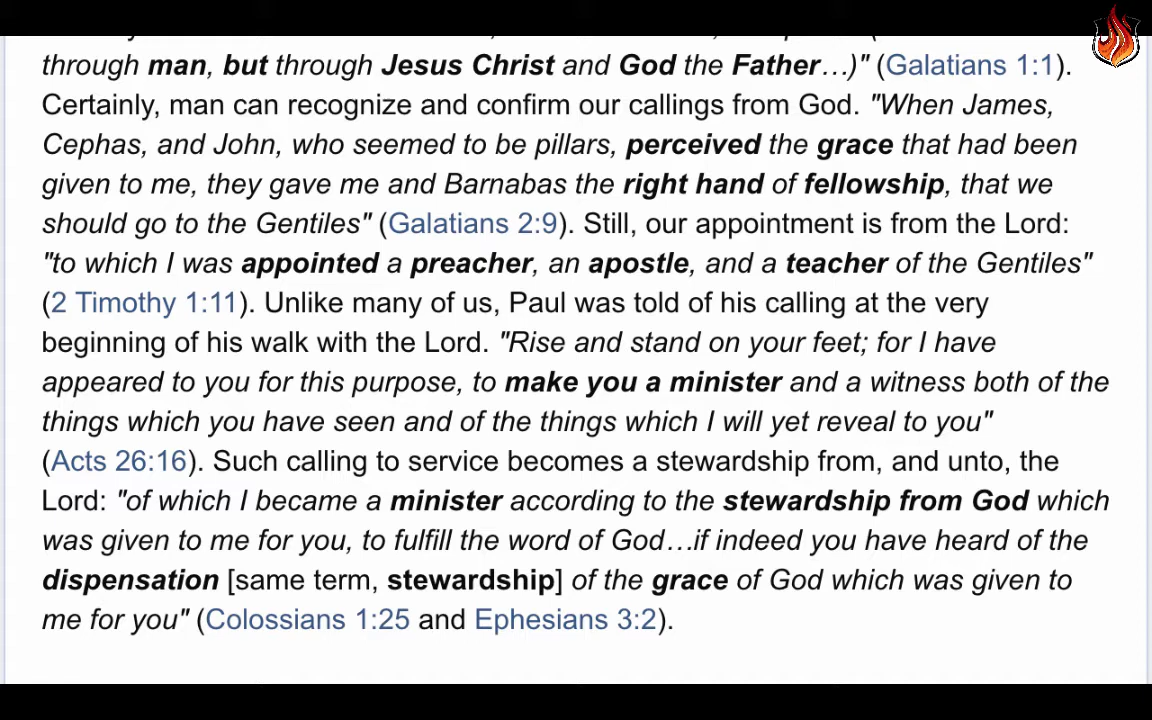 through man, but through Jesus Christ and God the Father…)" (Galatians 1:1).
Certainly, man can recognize and confirm our callings from God. "When James,
Cephas, and John, who seemed to be pillars, perceived the grace that had been
given to me, they gave me and Barnabas the right hand of fellowship, that we
should go to the Gentiles" (Galatians 2:9). Still, our appointment is from the Lord:
"to which I was appointed a preacher, an apostle, and a teacher of the Gentiles"
(2 Timothy 1:11). Unlike many of us, Paul was told of his calling at the very
beginning of his walk with the Lord. "Rise and stand on your feet; for I have
appeared to you for this purpose, to make you a minister and a witness both of the
things which you have seen and of the things which I will yet reveal to you"
(Acts 26:16). Such calling to service becomes a stewardship from, and unto, the
Lord: "of which I became a minister according to the stewardship from God which
was given to me for you, to fulfill the word of God…if indeed you have heard of the
dispensation [same term, stewardship] of the grace of God which was given to
me for you" (Colossians 1:25 and Ephesians 3:2).